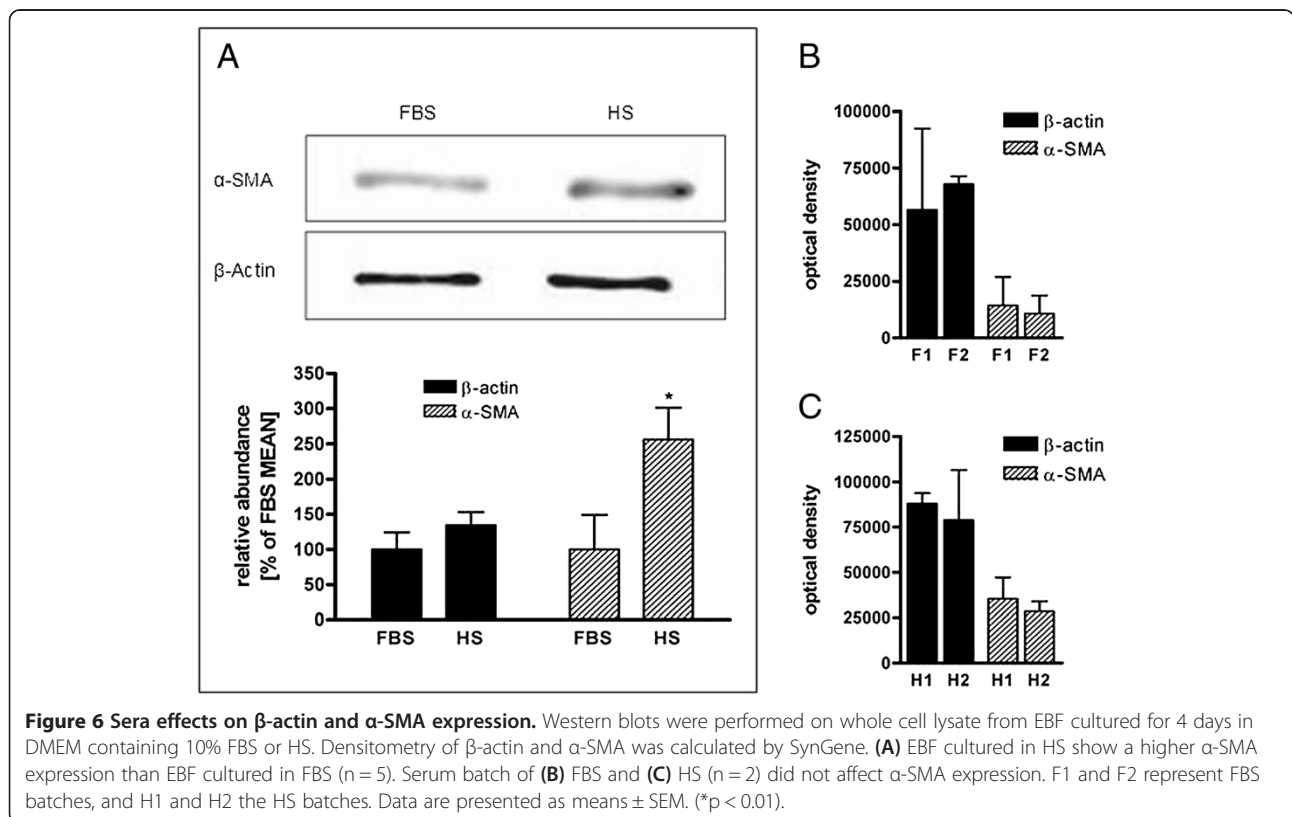 A
FBS HS
α-SMA
β-Actin
350
300
250
200
150
100
50
0
relative abundance
[% of FBS MEAN]
β-actin
α-SMA
*
FBS HS FBS HS
B
100000
75000
50000
25000
0
optical density
β-actin
α-SMA
F1 F2 F1 F2
C
125000
100000
75000
50000
25000
0
optical density
β-actin
α-SMA
H1 H2 H1 H2
Figure 6 Sera effects on β-actin and α-SMA expression. Western blots were performed on whole cell lysate from EBF cultured for 4 days in
DMEM containing 10% FBS or HS. Densitometry of β-actin and α-SMA was calculated by SynGene. (A) EBF cultured in HS show a higher α-SMA
expression than EBF cultured in FBS (n = 5). Serum batch of (B) FBS and (C) HS (n = 2) did not affect α-SMA expression. F1 and F2 represent FBS
batches, and H1 and H2 the HS batches. Data are presented as means ± SEM. (*p < 0.01).